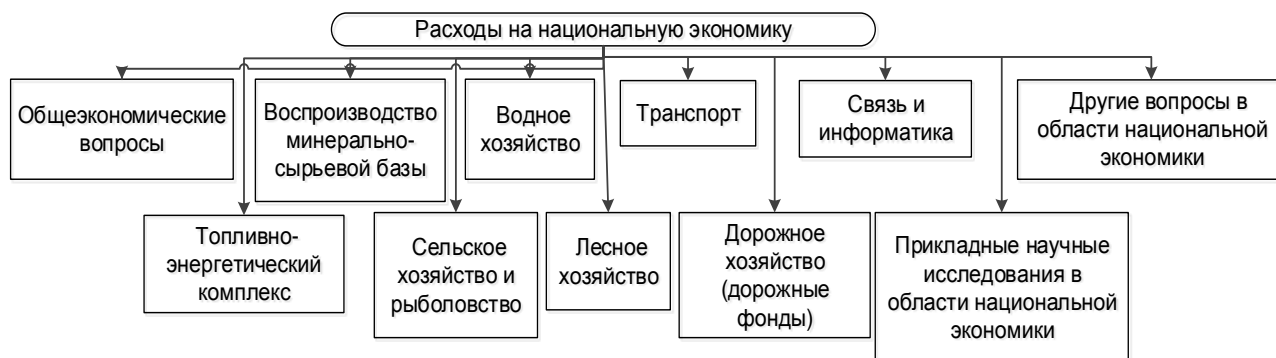 Расходы на национальную экономику
Общеэкономические
вопросы
Воспроизводство
минерально-
сырьевой базы
Водное
хозяйство
Транспорт
Связь и
информатика
Другие вопросы в
области национальной
экономики
Топливно-
энергетический
комплекс
Сельское
хозяйство и
рыболовство
Лесное
хозяйство
Дорожное
хозяйство
(дорожные
фонды)
Прикладные научные
исследования в
области национальной
экономики